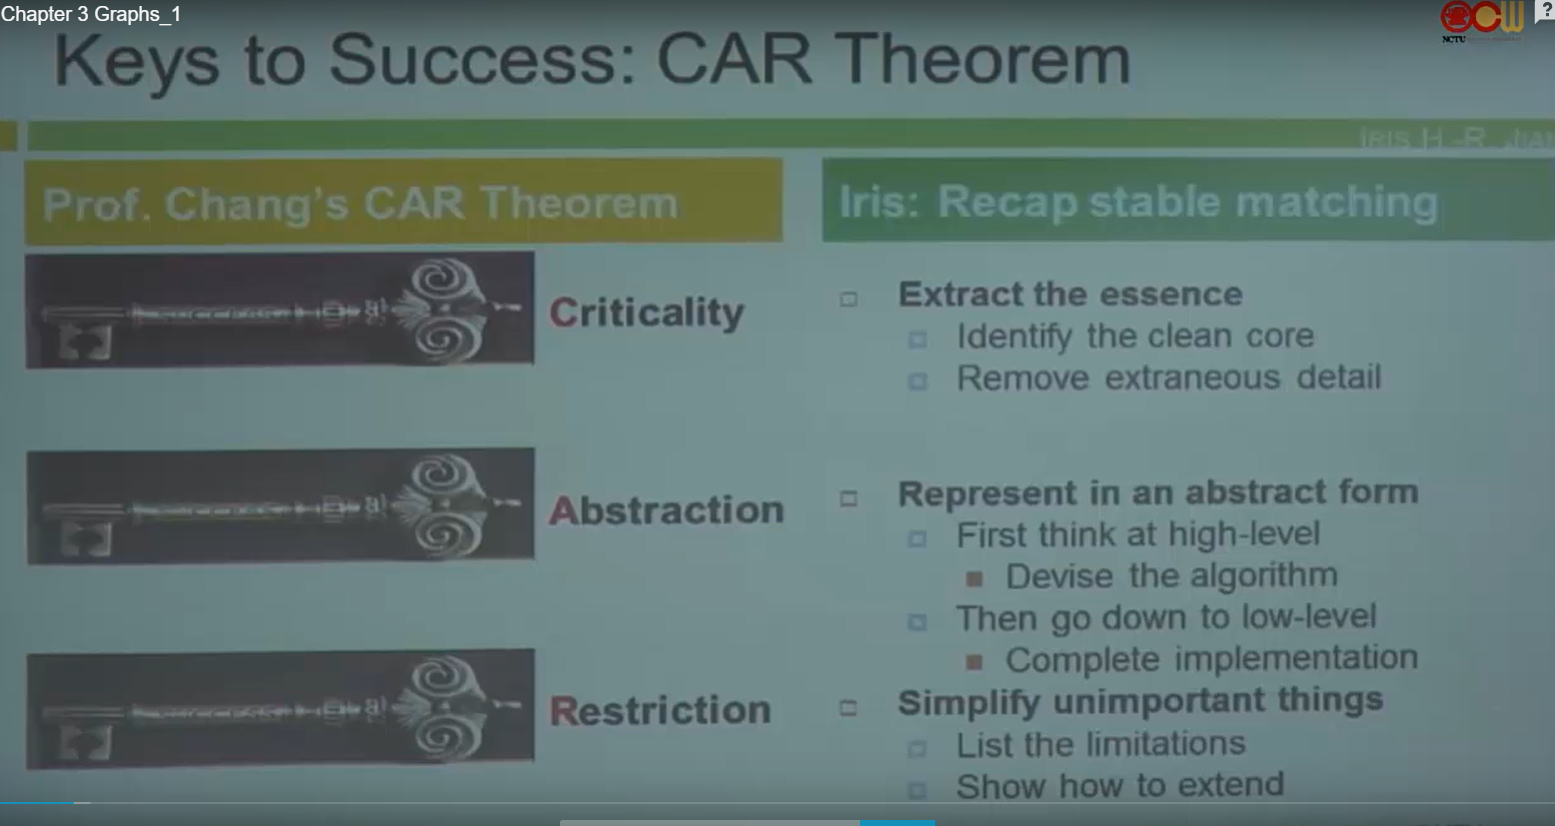 Chapter 3 Graphs_1
?
NCTU
Keys to Success: CAR Theorem
IRIS H.-R. JIAN
Prof. Chang's CAR Theorem
Criticality
Abstraction
Restriction
Iris: Recap stable matching
Extract the essence
Identify the clean core
Remove extraneous detail
Represent in an abstract form
First think at high-level
Devise the algorithm
Then go down to low-level
Complete implementation
Simplify unimportant things
List the limitations
Show how to extend